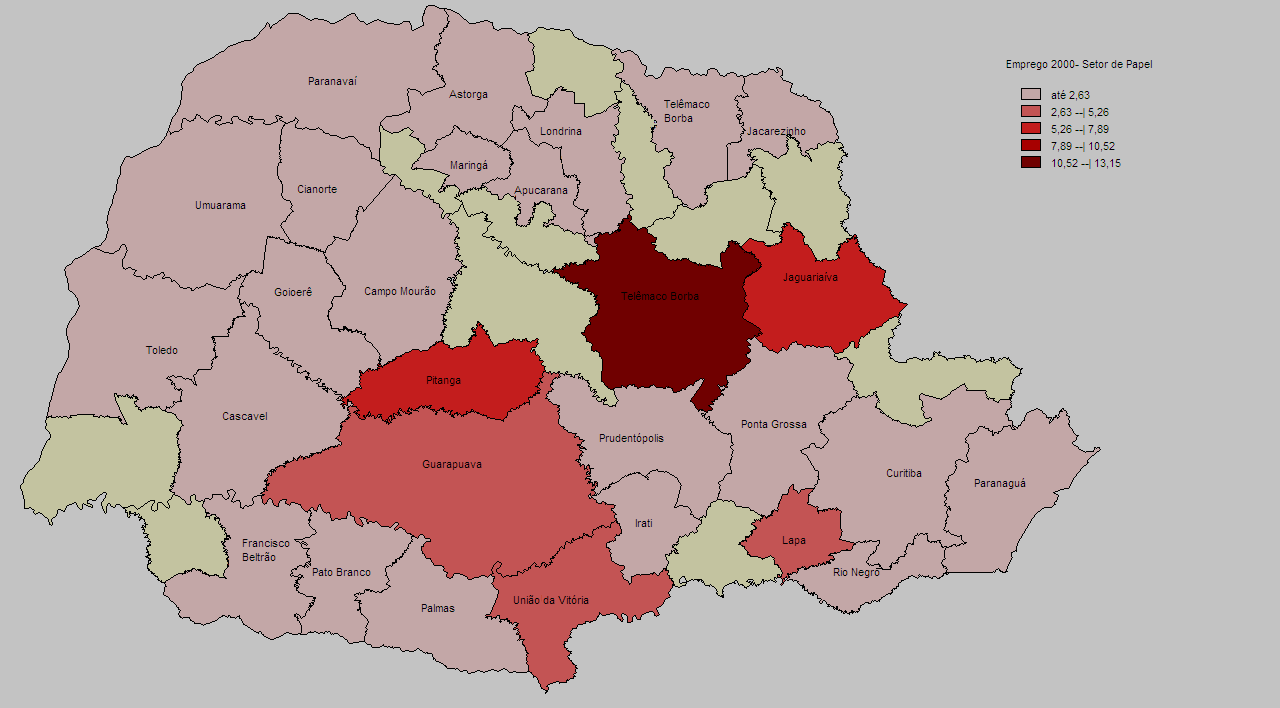 Emprego 2000- Setor de Papel
até 2,63
2,63 --| 5,26
5,26 --| 7,89
7,89 --| 10,52
10,52 --| 13,15
Paranavaí
Astorga
Telêmaco
Borba
Londrina
Jacarezinho
Maringá
Apucarana
Cianorte
Umuarama
Jaguariaíva
Goioerê
Campo Mourão
Telêmaco Borba
Toledo
Pitanga
Cascavel
Ponta Grossa
Prudentópolis
Guarapuava
Curitiba
Paranaguá
Irati
Francisco
Beltrão
Lapa
Pato Branco
Rio Negro
União da Vitória
Palmas